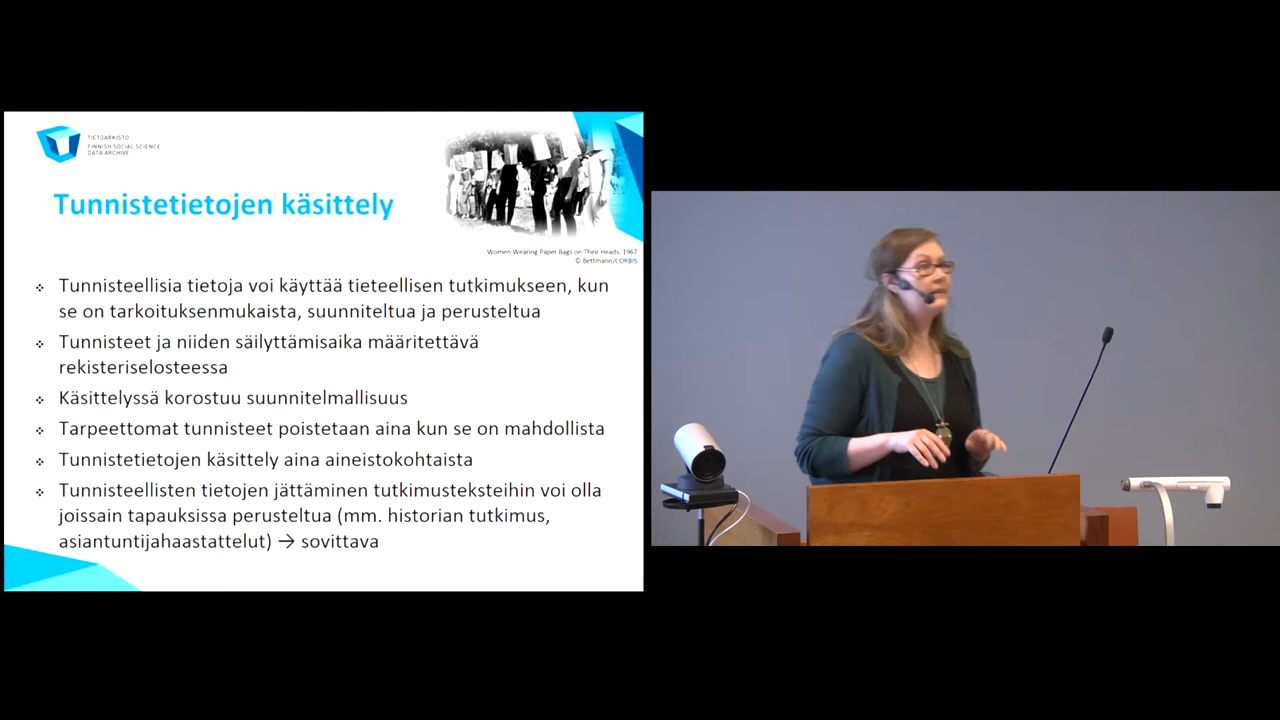 TIETOARKISTO
FINNISH SOCIAL SCIENCE
DATA ARCHIVE
Tunnistetietojen käsittely
Women Wearing Paper Bags on Their Heads, 1967
© Bettmann/CORBIS
Tunnisteellisia tietoja voi käyttää tieteellisen tutkimukseen, kun
se on tarkoituksenmukaista, suunniteltua ja perusteltua
Tunnisteet ja niiden säilyttämisaika määritettävä
rekisteriselosteessa
Käsittelyssä korostuu suunnitelmallisuus
Tarpeettomat tunnisteet poistetaan aina kun se on mahdollista
Tunnistetietojen käsittely aina aineistokohtaista
Tunnisteellisten tietojen jättäminen tutkimusteksteihin voi olla
joissain tapauksissa perusteltua (mm. historian tutkimus,
asiantuntijahaastattelut) → sovittava